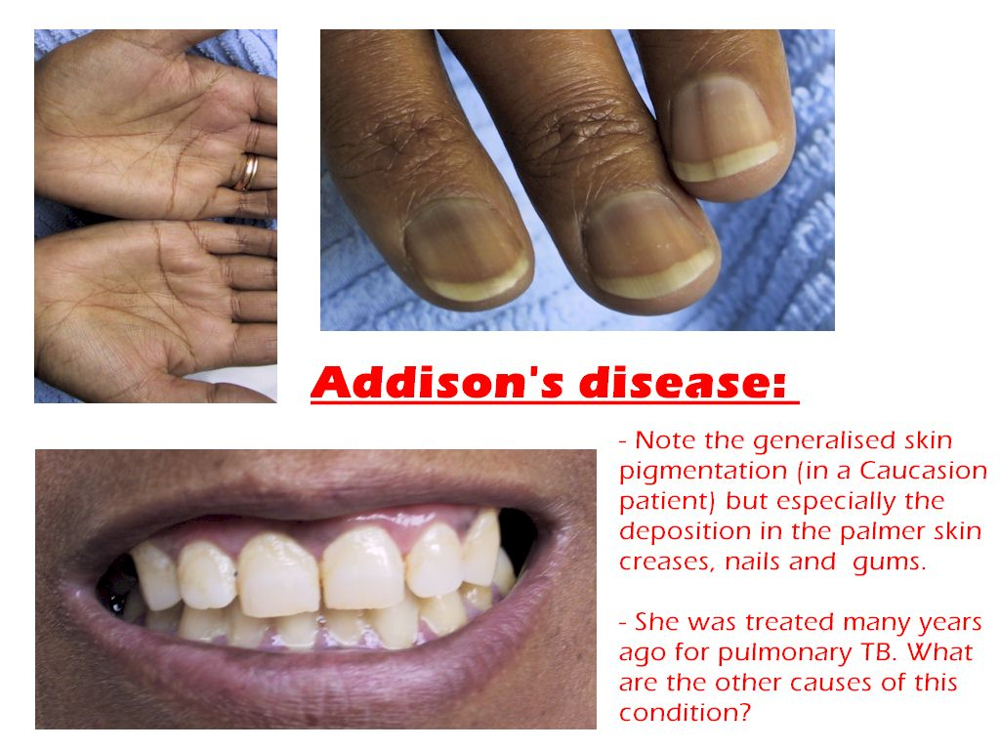 Addison's disease:
- Note the generalised skin
pigmentation (in a Caucasion
patient) but especially the
deposition in the palmer skin
creases, nails and gums.
- She was treated many years
ago for pulmonary TB. What
are the other causes of this
condition?